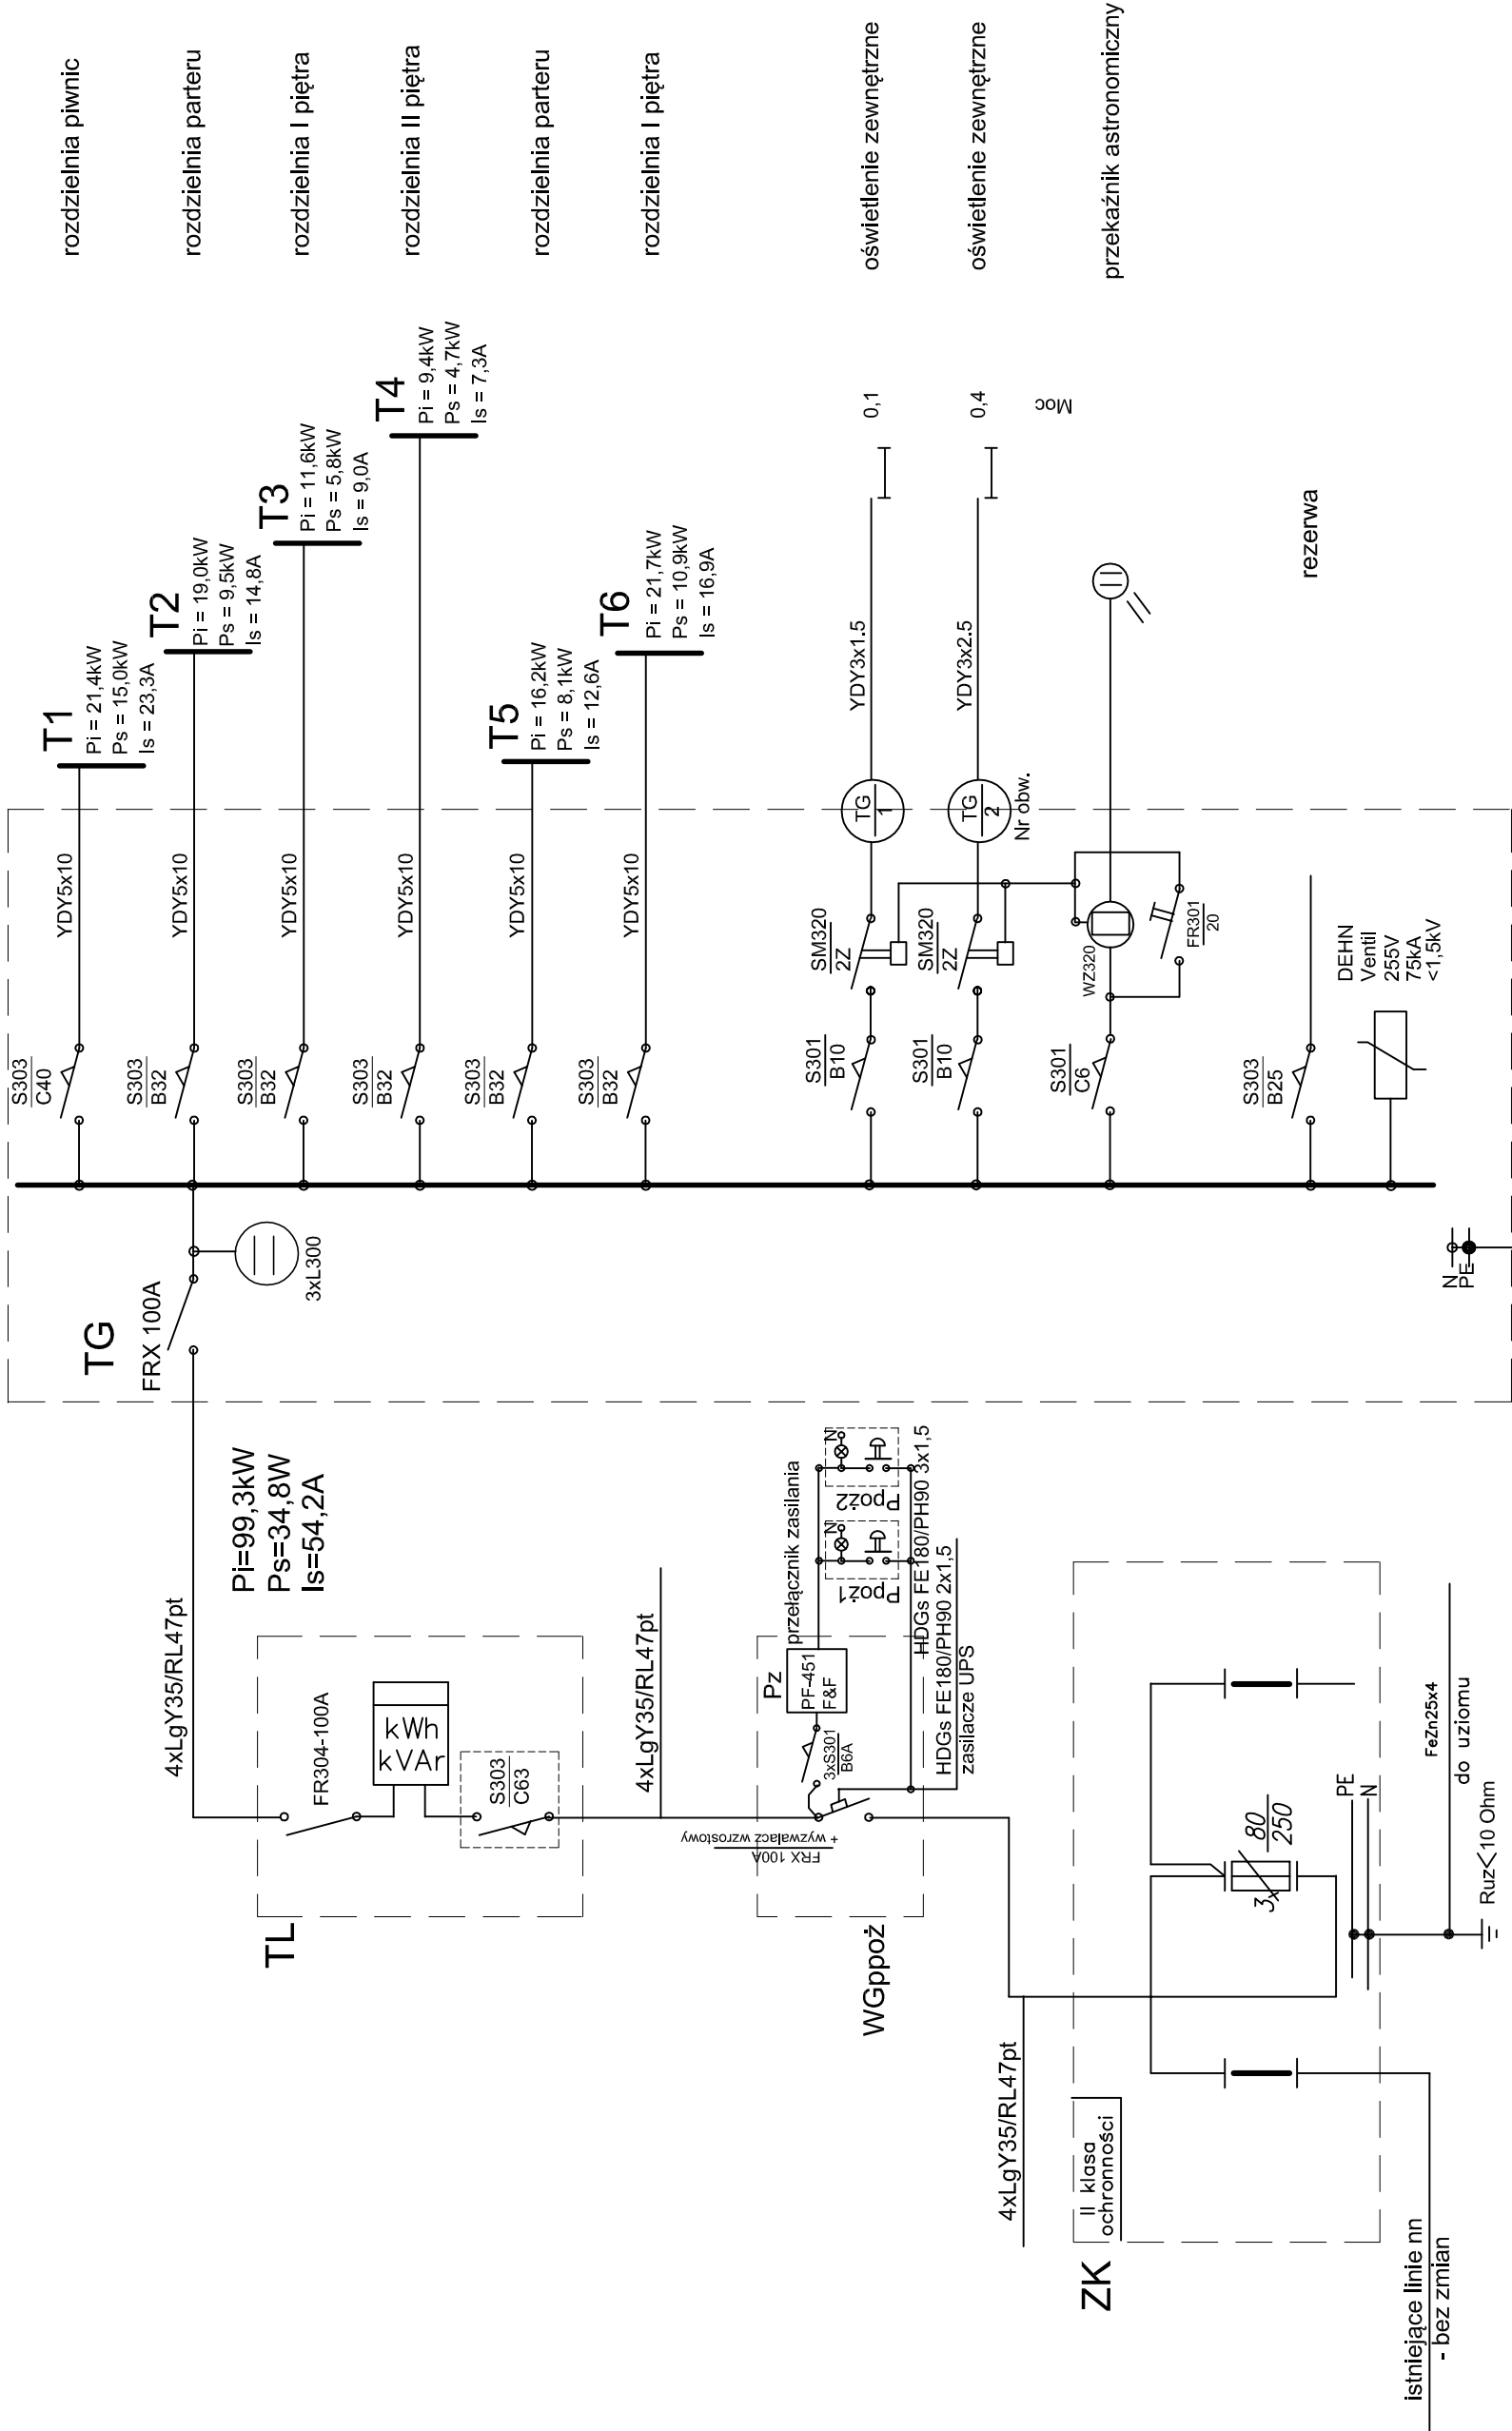 rozdzielnia piwnic
rozdzielnia parteru
rozdzielnia I piętra
rozdzielnia II piętra
rozdzielnia parteru
rozdzielnia I piętra
oświetlenie zewnętrzne
oświetlenie zewnętrzne
przekaźnik astronomiczny
T1
Pi = 21,4kW
Ps = 15,0kW
Is = 23,3A
T2
Pi = 19,0kW
Ps = 9,5kW
Is = 14,8A
T3
Pi = 11,6kW
Ps = 5,8kW
Is = 9,0A
T4
Pi = 9,4kW
Ps = 4,7kW
Is = 7,3A
T5
Pi = 16,2kW
Ps = 8,1kW
Is = 12,6A
T6
Pi = 21,7kW
Ps = 10,9kW
Is = 16,9A
0,1
0,4
Moc
rezerwa
YDY5x10
YDY5x10
YDY5x10
YDY5x10
YDY5x10
YDY5x10
YDY3x1.5
YDY3x2.5
TG
1
TG
2
Nr obw.
S303
C40
S303
B32
S303
B32
S303
B32
S303
B32
S303
B32
SM320
2Z
SM320
2Z
S301
B10
S301
B10
WZ320
FR301
20
S301
C6
S303
B25
DEHN
Ventil
255V
75kA
<1,5kV
TG
FRX 100A
3xL300
N
PE
4xLgY35/RL47pt
Pi=99,3kW
Ps=34,8W
Is=54,2A
TL
FR304-100A
kWh
kVAr
S303
C63
4xLgY35/RL47pt
WGppoż
FRX 100A
+ wyzwalacz wzrostowy
Pz
PF-451
F&F
3xS301
B6A
przełącznik zasilania
Ppoż1
N
Ppoż2
N
HDGs FE180/PH90 3x1,5
HDGs FE180/PH90 2x1,5
zasilacze UPS
4xLgY35/RL47pt
ZK
II klasa
ochronności
3x
80
250
PE
N
FeZn25x4
do uziomu
Ruz<10 Ohm
istniejące linie nn
- bez zmian